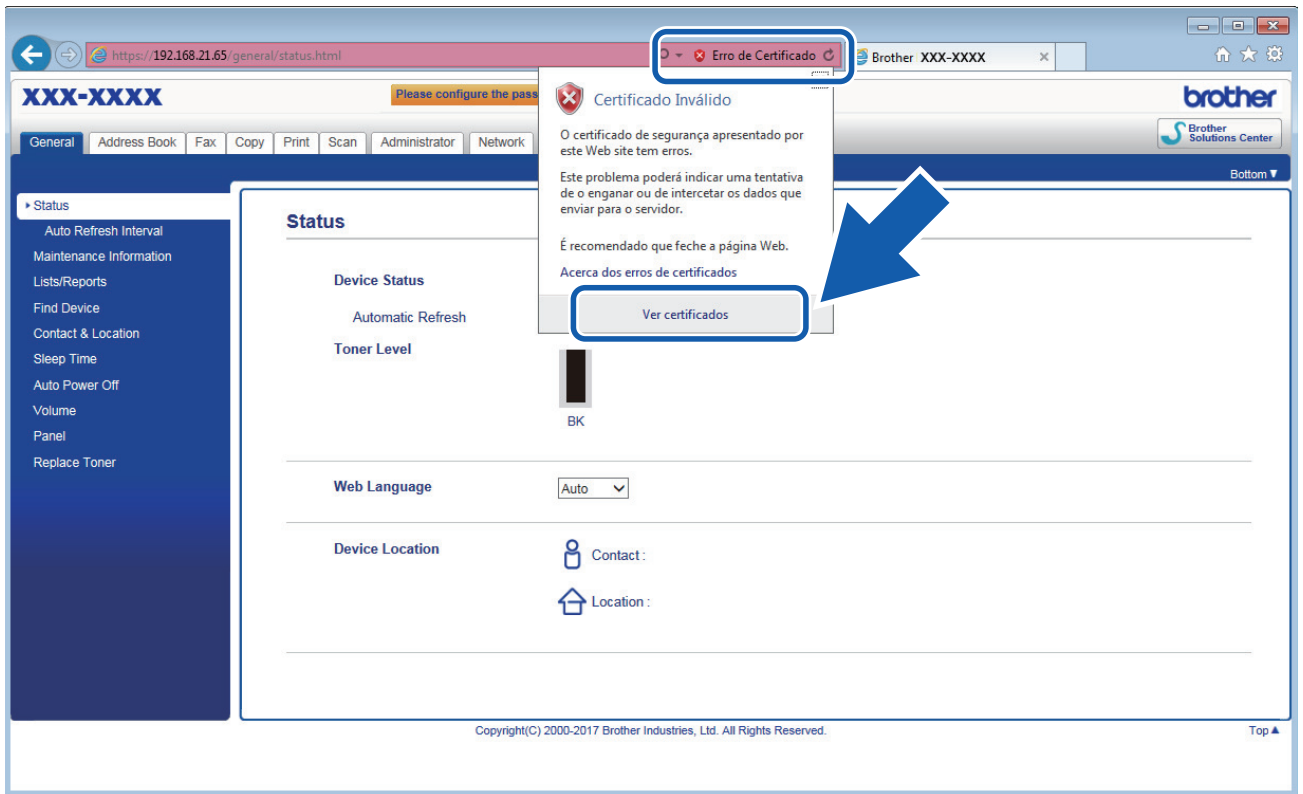 https://192.168.21.65/general/status.html
Erro de Certificado
Brother XXX-XXXX
XXX-XXXX
Please configure the pass
brother
General
Address Book
Fax
Copy
Print
Scan
Administrator
Network
Brother
Solutions Center
Bottom▼
Certificado Inválido
O certificado de segurança apresentado por
este Web site tem erros.
Este problema poderá indicar uma tentativa
de o enganar ou de intercetar os dados que
enviar para o servidor.
É recomendado que feche a página Web.
Acerca dos erros de certificados
Ver certificados
Status
Auto Refresh Interval
Maintenance Information
Lists/Reports
Find Device
Contact & Location
Sleep Time
Auto Power Off
Volume
Panel
Replace Toner
Status
Device Status
Automatic Refresh
Toner Level
BK
Web Language
Auto
Device Location
Contact :
Location :
Copyright(C) 2000-2017 Brother Industries, Ltd. All Rights Reserved.
Top▲